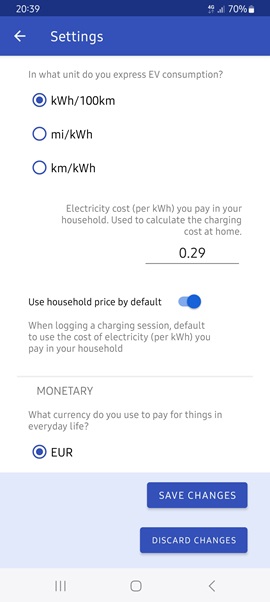 20:39
4G
70%
Settings
In what unit do you express EV consumption?
kWh/100km
mi/kWh
km/kWh
Electricity cost (per kWh) you pay in your
household. Used to calculate the charging
cost at home.
0.29
Use household price by default
When logging a charging session, default
to use the cost of electricity (per kWh) you
pay in your household
MONETARY
What currency do you use to pay for things in
everyday life?
EUR
SAVE CHANGES
DISCARD CHANGES